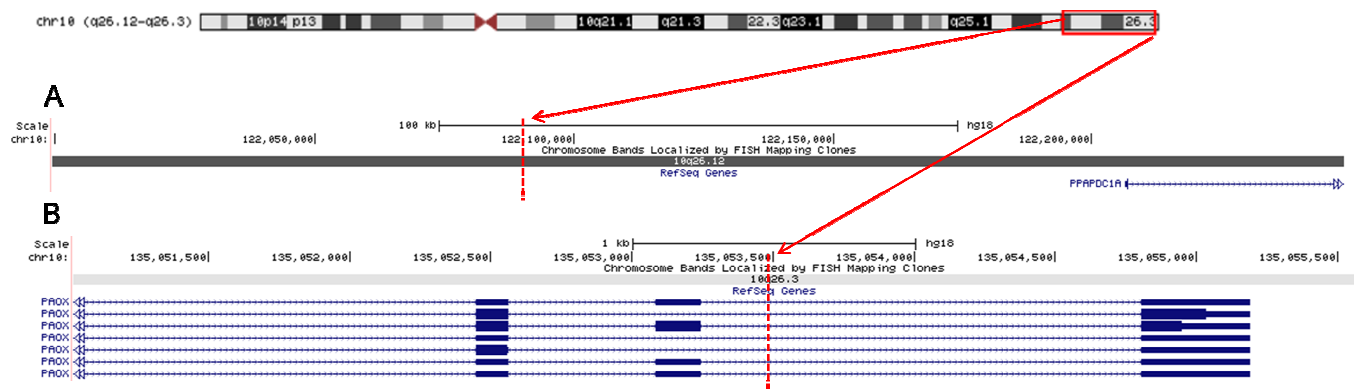 chr10 (q26.12-q26.3) 10p14 p13 10q21.1 q21.3 22.3 q23.1 q25.1 26.3
A
Scale 100 kb hg18
chr10: 122,050,000 122,100,000 122,150,000 122,200,000
Chromosome Bands Localized by FISH Mapping Clones
10q26.12
RefSeq Genes
PPAPDC1A
B
Scale 1 kb hg18
chr10: 135,051,500 135,052,000 135,052,500 135,053,000 135,053,500 135,054,000 135,054,500 135,055,000 135,055,500
Chromosome Bands Localized by FISH Mapping Clones
10q26.3
RefSeq Genes
PAOX
PAOX
PAOX
PAOX
PAOX
PAOX
PAOX